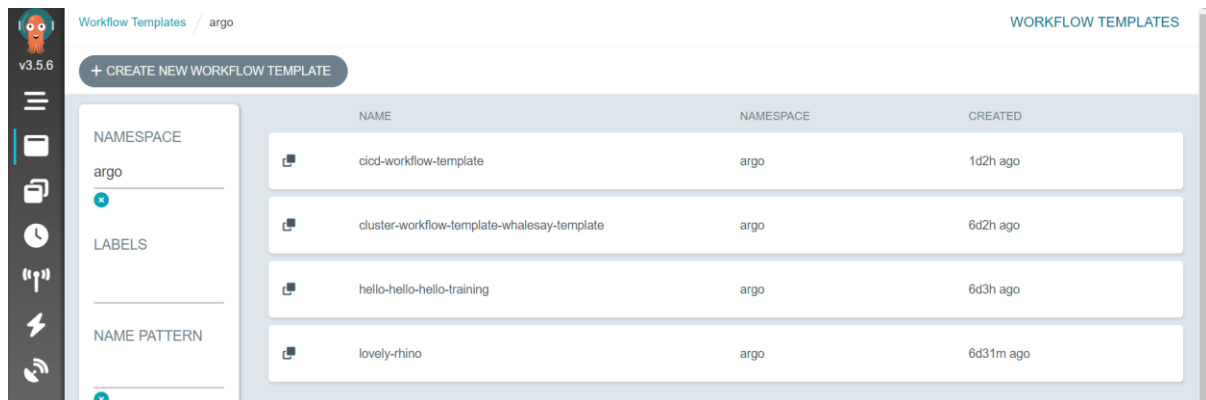 Workflow Templates / argo
WORKFLOW TEMPLATES
v3.5.6
+ CREATE NEW WORKFLOW TEMPLATE
NAMESPACE
argo
LABELS
NAME PATTERN
NAME NAMESPACE CREATED
cicd-workflow-template argo 1d2h ago
cluster-workflow-template-whalesay-template argo 6d2h ago
hello-hello-hello-training argo 6d3h ago
lovely-rhino argo 6d31m ago